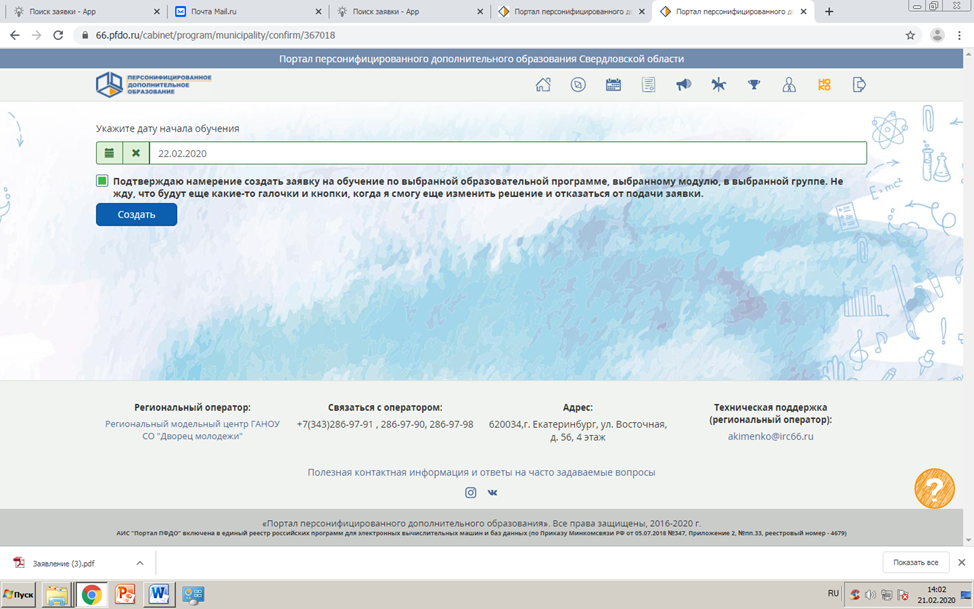 Поиск заявки - App
Почта Mail.ru
Поиск заявки - App
Портал персонифицированного д
Портал персонифицированного д
66.pfdo.ru/cabinet/program/municipality/confirm/367018
Портал персонифицированного дополнительного образования Свердловской области
ПЕРСОНИФИЦИРОВАННОЕ
ДОПОЛНИТЕЛЬНОЕ
ОБРАЗОВАНИЕ
НО
КО
Укажите дату начала обучения
22.02.2020
Подтверждаю намерение создать заявку на обучение по выбранной образовательной программе, выбранному модулю, в выбранной группе. Не
жду, что будут еще какие-то галочки и кнопки, когда я смогу еще изменить решение и отказаться от подачи заявки.
Создать
E=mc²
Региональный оператор:
Региональный модельный центр ГАНОУ
СО "Дворец молодежи"
Связаться с оператором:
+7(343)286-97-91 , 286-97-90, 286-97-98
Адрес:
620034,г. Екатеринбург, ул. Восточная,
д. 56, 4 этаж
Техническая поддержка
(региональный оператор):
akimenko@irc66.ru
Полезная контактная информация и ответы на часто задаваемые вопросы
«Портал персонифицированного дополнительного образования». Все права защищены, 2016-2020 г.
АИС "Портал ПФДО" включена в единый реестр российских программ для электронных вычислительных машин и баз данных (по Приказу Минкомсвязи РФ от 05.07.2018 №347, Приложение 2, №пп.33, реестровый номер - 4679)
Заявление (3).pdf
Показать все
Пуск
RU
14:02
21.02.2020